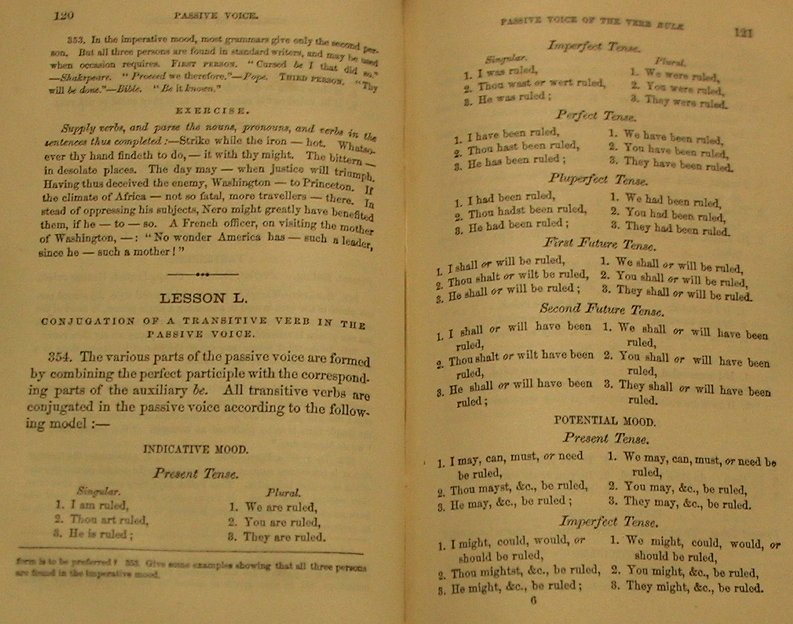 120 PASSIVE VOICE.
353. In the imperative mood, most grammars give only the second per-
son. But all three persons are found in standard writers, and may be used
when occasion requires. FIRST PERSON. "Cursed be I that did so."
—Shakpeare. "Proceed we therefore."—Pope. THIRD PERSON. "Thy
will be done."—Bible. "Be it known."
EXERCISE.
Supply verbs, and parse the nouns, pronouns, and verbs in the
sentences thus completed:—Strike while the iron — hot. Whatso-
ever thy hand findeth to do, — it with thy might. The bittern —
in desolate places. The day may — when Justice will triumph.
Having thus deceived the enemy, Washington — to Princeton. If
the climate of Africa — not so fatal, more travellers — there. In
stead of oppressing his subjects, Nero might greatly have benefited
them, if he — to — so. A French officer, on visiting the mother
of Washington, —: "No wonder America has — such a leader,
since he — such a mother!"
LESSON L.
CONJUGATION OF A TRANSITIVE VERB IN THE
PASSIVE VOICE.
354. The various parts of the passive voice are formed
by combining the perfect participle with the correspond-
ing parts of the auxiliary be. All transitive verbs are
conjugated in the passive voice according to the follow-
ing model:—
INDICATIVE MOOD.
Present Tense.
Singular. Plural.
1. I am ruled, 1. We are ruled,
2. Thou art ruled, 2. You are ruled,
3. He is ruled; 3. They are ruled.
form is to be preferred? 353. Give some examples showing that all three persons
are found in the imperative mood.
PASSIVE VOICE OF THE VERB RULE 121
Imperfect Tense.
Singular. Plural.
1. I was ruled, 1. We were ruled,
2. Thou wast or wert ruled, 2. You were ruled,
3. He was ruled; 3. They were ruled.
Perfect Tense.
1. I have been ruled, 1. We have been ruled,
2. Thou hast been ruled, 2. You have been ruled,
3. He has been ruled; 3. They have been ruled.
Pluperfect Tense.
1. I had been ruled, 1. We had been ruled,
2. Thou hadst been ruled, 2. You had been ruled,
3. He had been ruled; 3. They had been ruled.
First Future Tense.
1. I shall or will be ruled, 1. We shall or will be ruled,
2. Thou shalt or wilt be ruled, 2. You shall or will be ruled,
3. He shall or will be ruled; 3. They shall or will be ruled.
Second Future Tense.
1. I shall or will have been 1. We shall or will have been
ruled, ruled,
2. Thou shalt or wilt have been 2. You shall or will have been
ruled, ruled,
3. He shall or will have been 3. They shall or will have been
ruled; ruled.
POTENTIAL MOOD.
Present Tense.
1. I may, can, must, or need 1. We may, can, must, or need be
be ruled, ruled,
2. Thou mayst, &c., be ruled, 2. You may, &c., be ruled,
3. He may, &c., be ruled; 3. They may, &c., be ruled.
Imperfect Tense.
1. I might, could, would, or 1. We might, could, would, or
should be ruled, should be ruled,
2. Thou mightst, &c., be ruled, 2. You might, &c., be ruled,
3. He might, &c., be ruled; 3. They might, &c., be ruled.
6